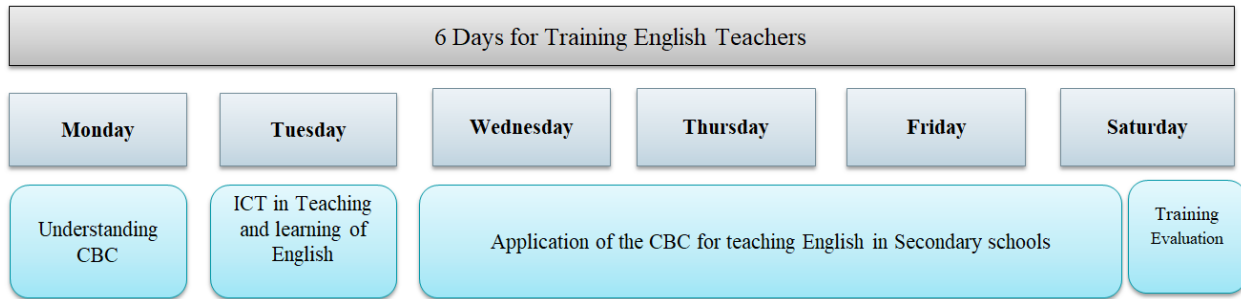 6 Days for Training English Teachers
Monday
Tuesday
Wednesday
Thursday
Friday
Saturday
Understanding
CBC
ICT in Teaching
and learning of
English
Application of the CBC for teaching English in Secondary schools
Training
Evaluation